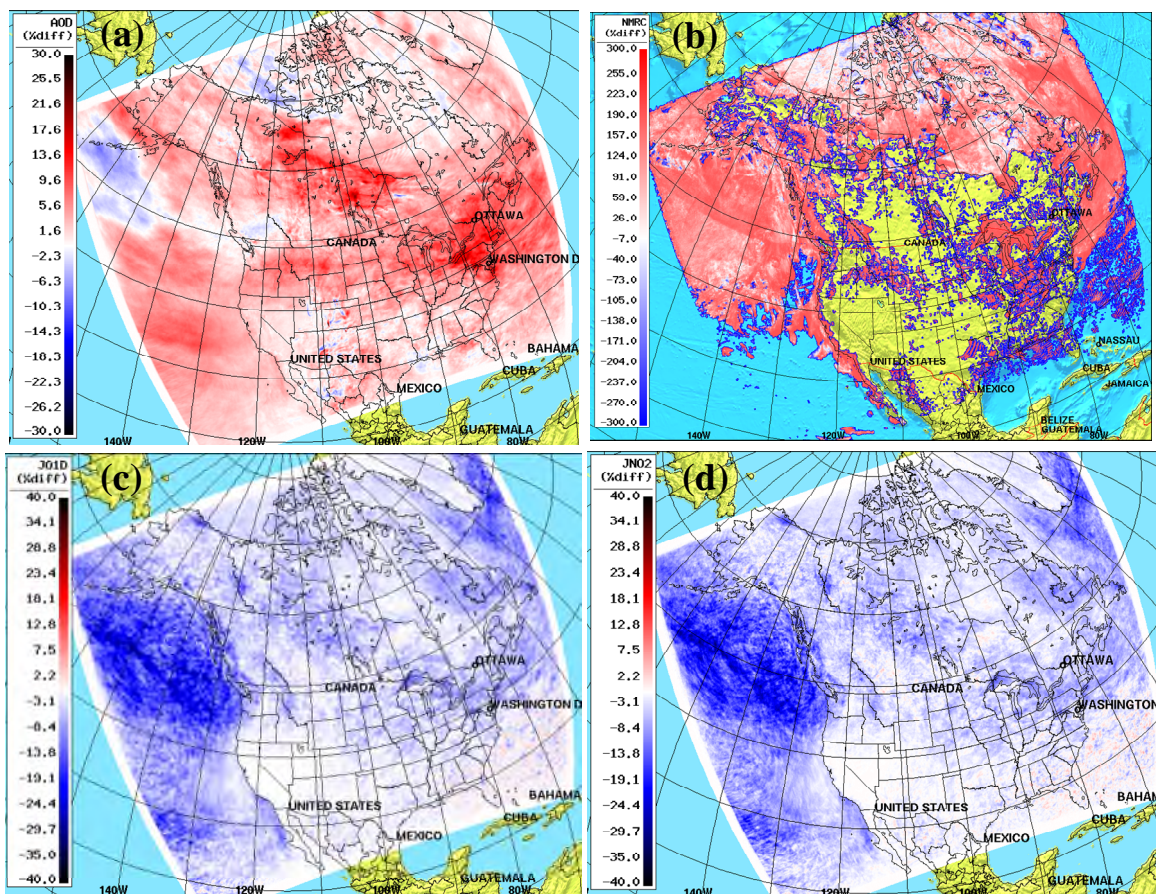 AOD
(%diff)
(a)
30.0
25.5
21.6
17.6
13.6
9.6
5.6
1.6
-2.3
-6.3
-10.3
-14.3
-18.3
-22.2
-26.2
-30.0
OTTAWA
CANADA
WASHINGTON D
UNITED STATES
BAHAMA
CUBA
MEXICO
GUATEMALA
140W
120W
100W
80W
NMRC
(%diff)
(b)
300.0
255.0
223.0
190.0
157.0
124.0
91.0
59.0
26.0
-7.0
-40.0
-73.0
-105.0
-138.0
-171.0
-204.0
-237.0
-270.0
-300.0
OTTAWA
CANADA
UNITED STATES
NASSAU
CUBA
MEXICO
JAMAICA
BELIZE
GUATEMALA
140W
120W
100W
80W
JO1D
(%diff)
(c)
40.0
34.1
28.8
23.4
18.1
12.8
7.5
2.2
-3.1
-8.4
-13.8
-19.1
-24.4
-29.7
-35.0
-40.0
OTTAWA
CANADA
WASHINGTON D
UNITED STATES
BAHAMA
CUBA
MEXICO
GUATEMALA
140W
120W
100W
80W
JNO2
(%diff)
(d)
40.0
34.1
28.8
23.4
18.1
12.8
7.5
2.2
-3.1
-8.4
-13.8
-19.1
-24.4
-29.7
-35.0
-40.0
OTTAWA
CANADA
WASHINGTON
UNITED STATES
BAHAM
CUBA
MEXICO
GUATEMALA
140W
120W
100W
80W